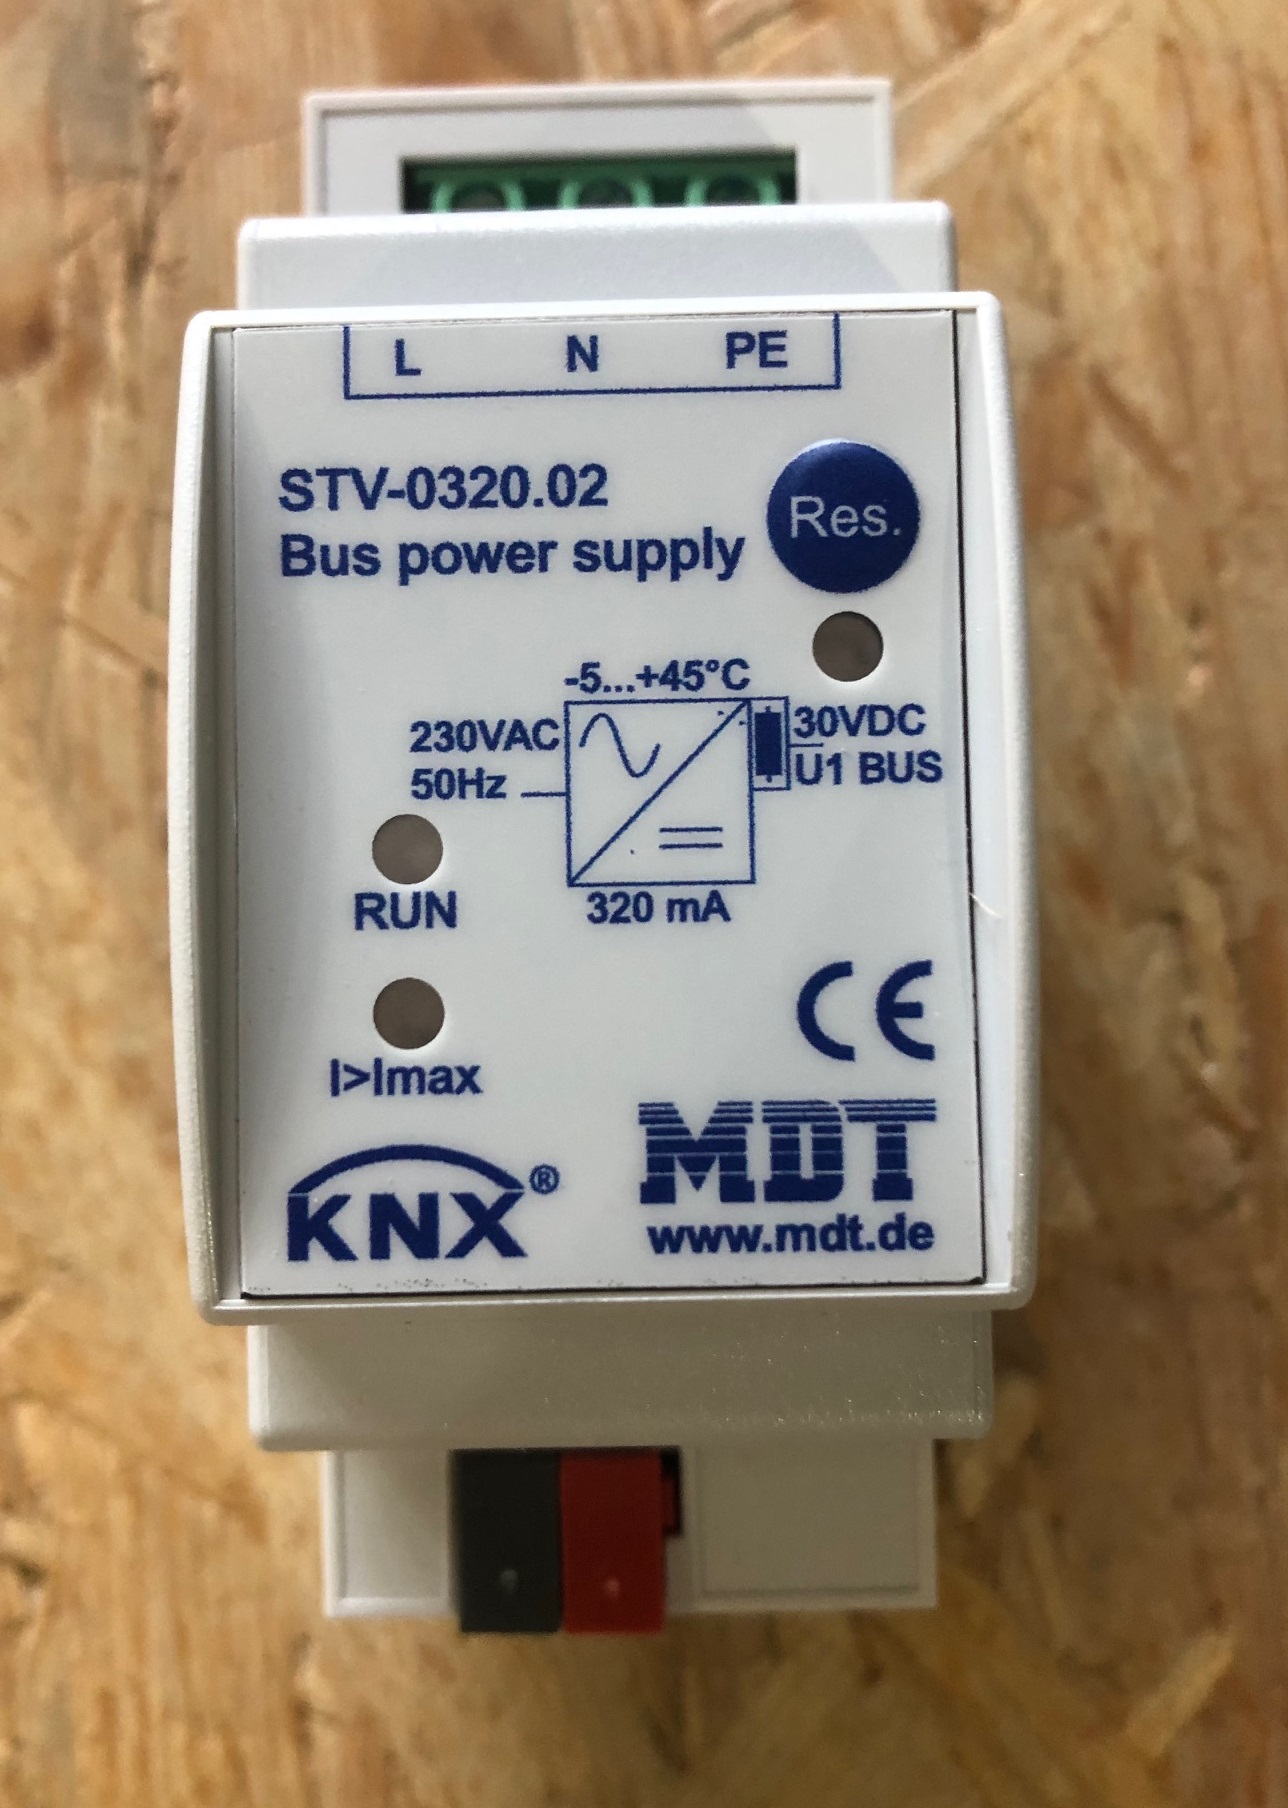 L N PE
STV-0320.02
Bus power supply
Res.
-5...+45°C
230VAC
50Hz
30VDC
U1 BUS
RUN
320 mA
I>Imax
CE
KNX®
MDT
www.mdt.de